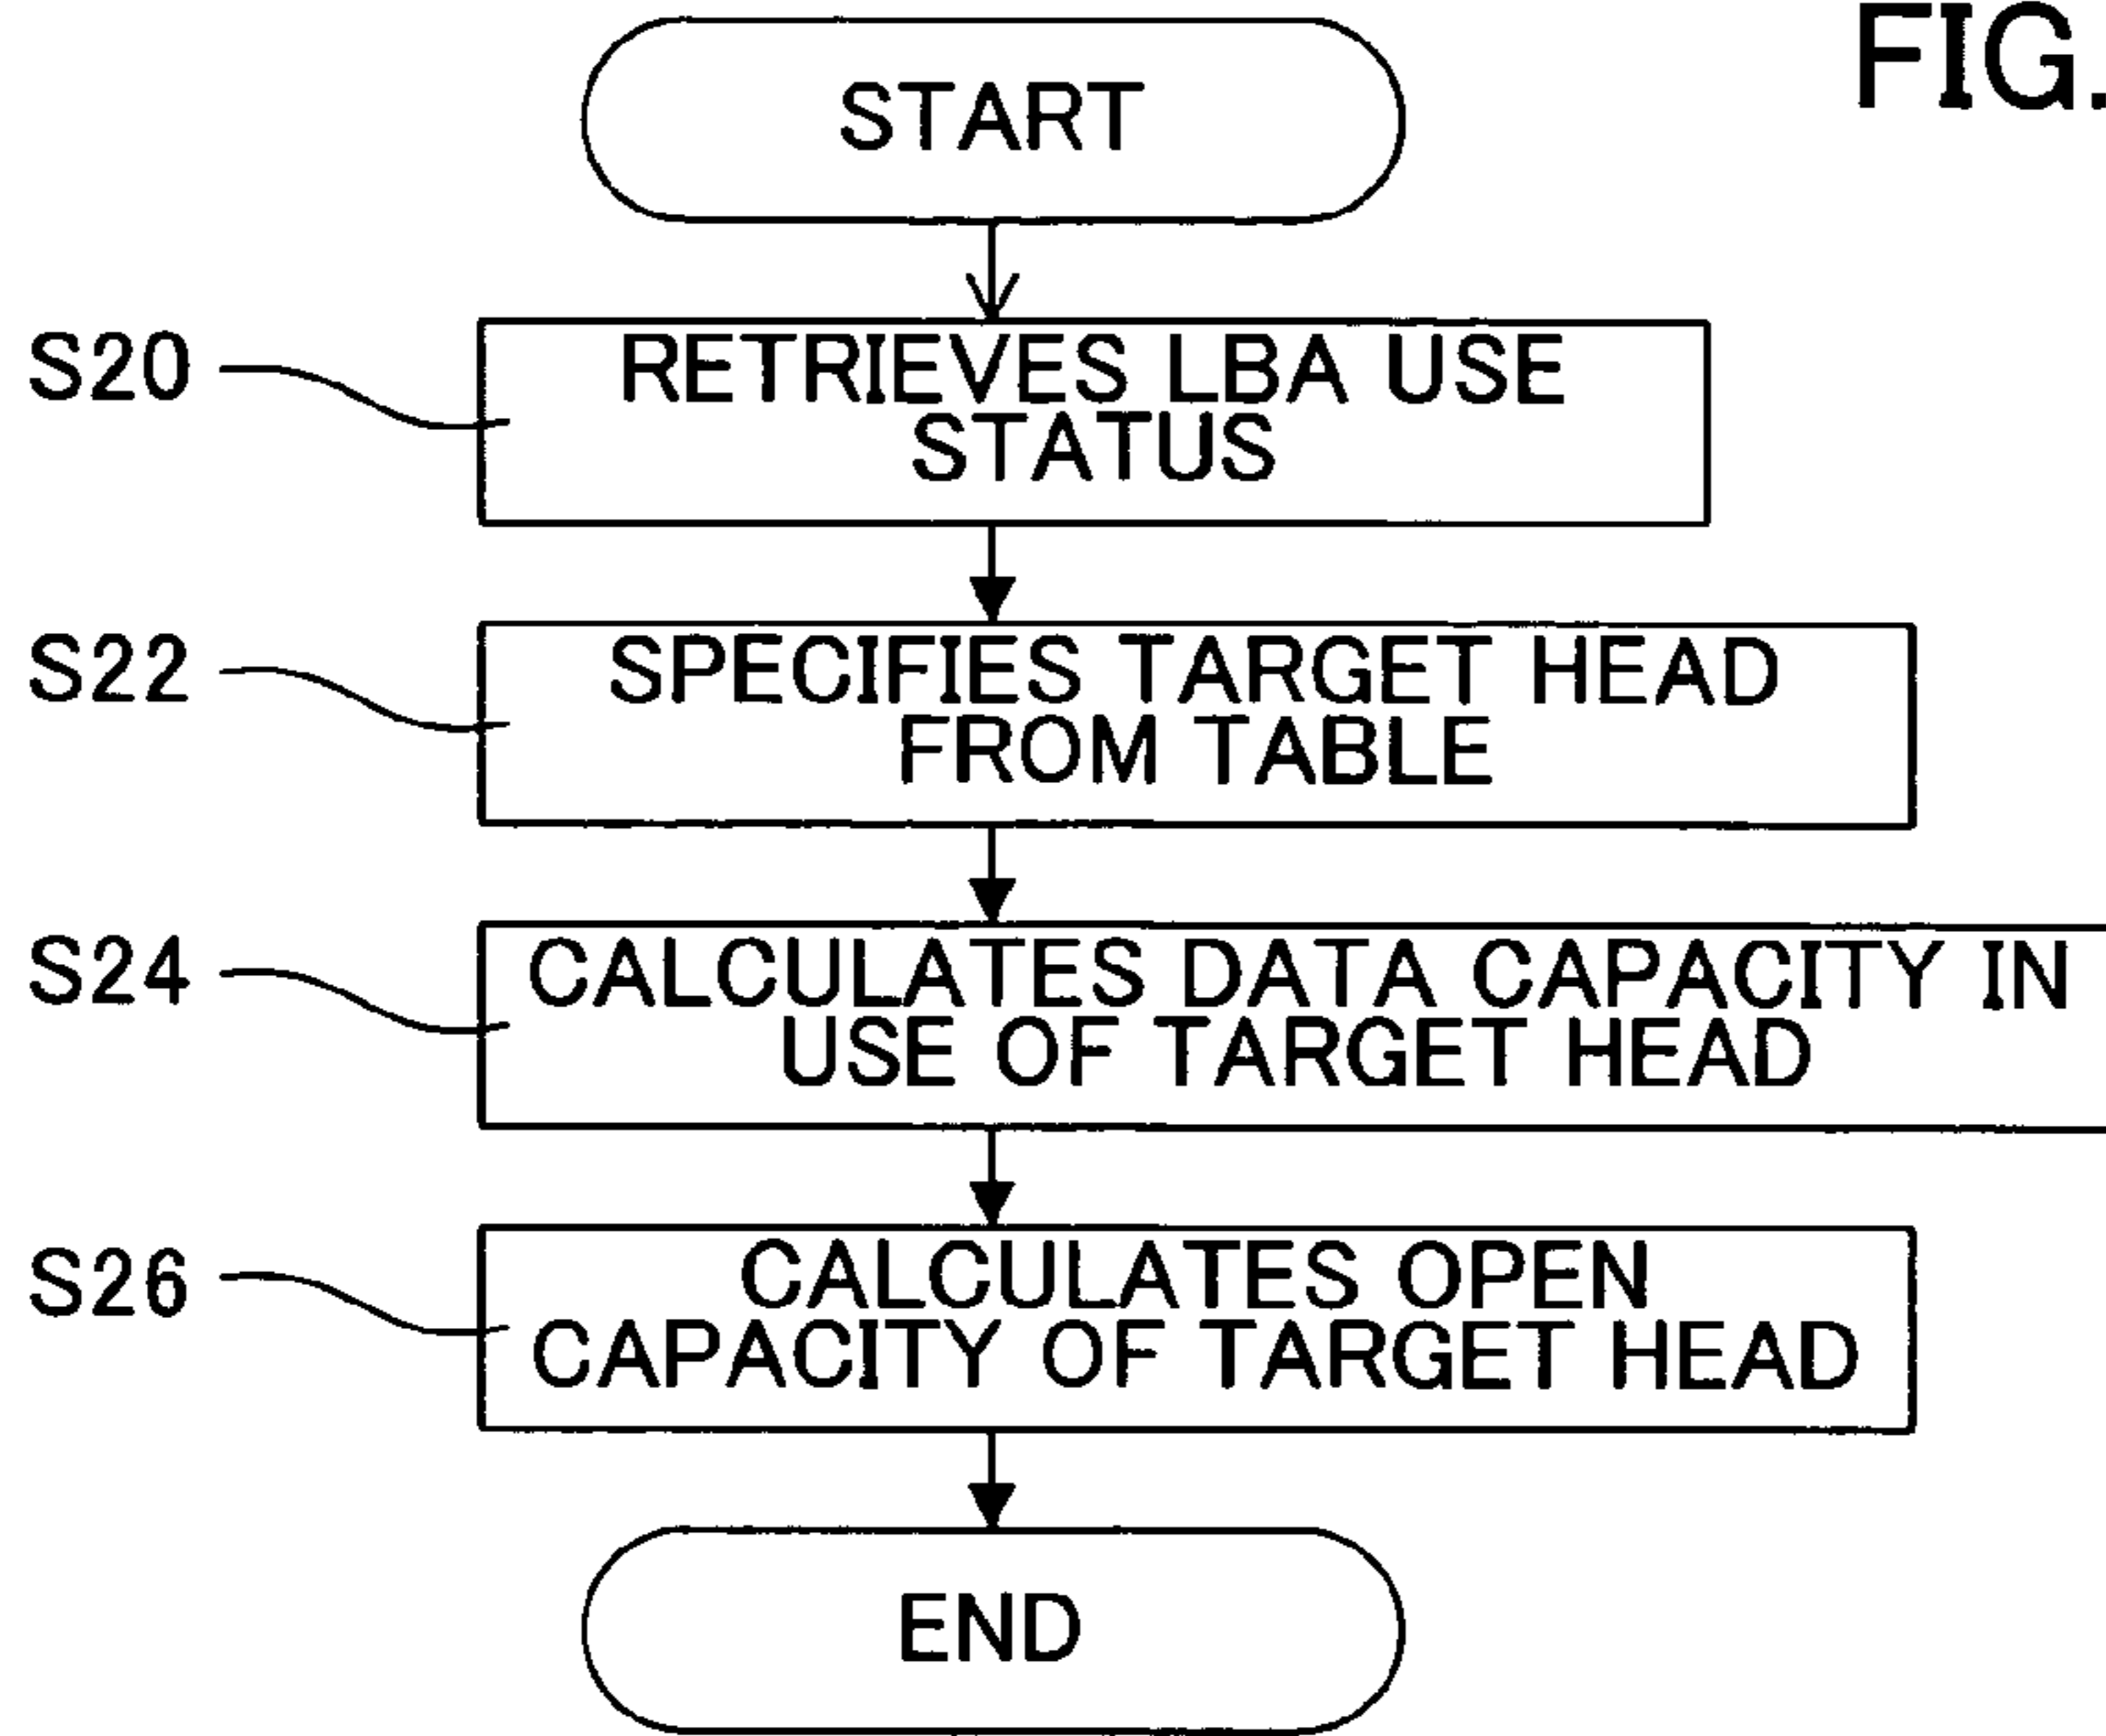 FIG.
START
S20
RETRIEVES LBA USE
STATUS
S22
SPECIFIES TARGET HEAD
FROM TABLE
S24
CALCULATES DATA CAPACITY IN
USE OF TARGET HEAD
S26
CALCULATES OPEN
CAPACITY OF TARGET HEAD
END